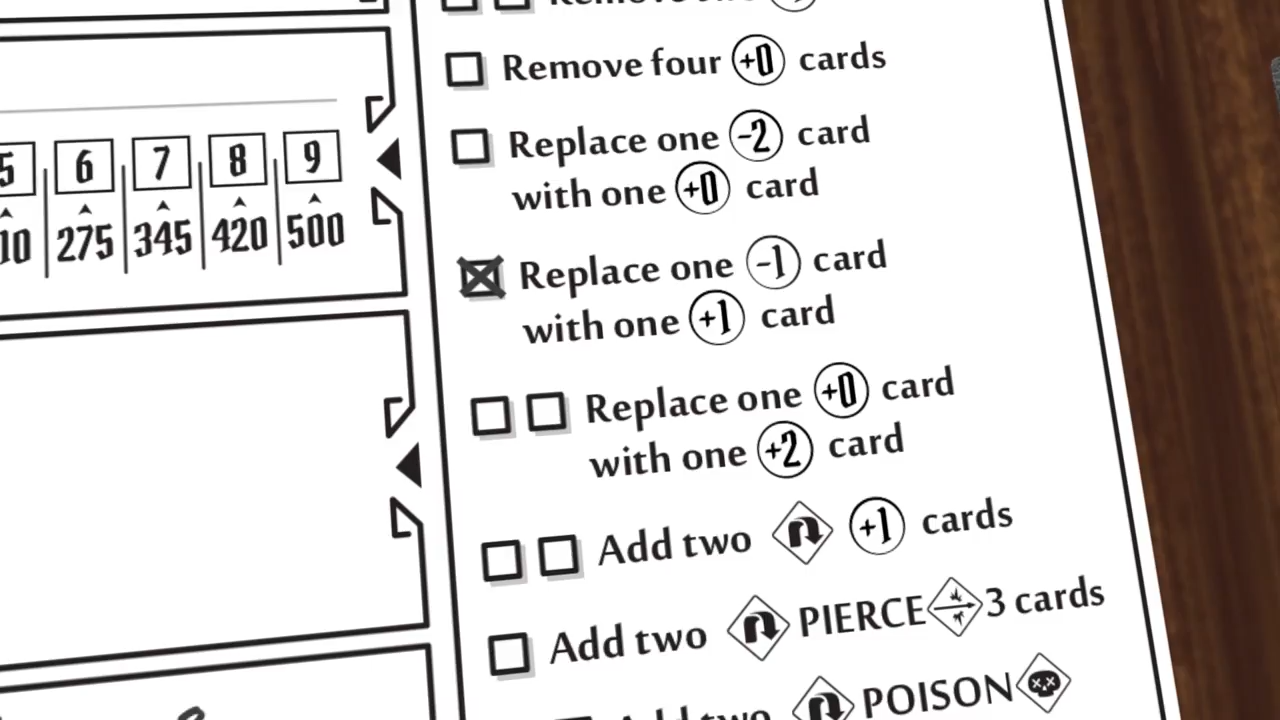 Remove four +0 cards
Replace one -2 card
with one +0 card
Replace one -1 card
with one +1 card
Replace one +0 card
with one +2 card
Add two +1 cards
Add two PIERCE 3 cards
Add two POISON
6 7 8 9
275 345 420 500